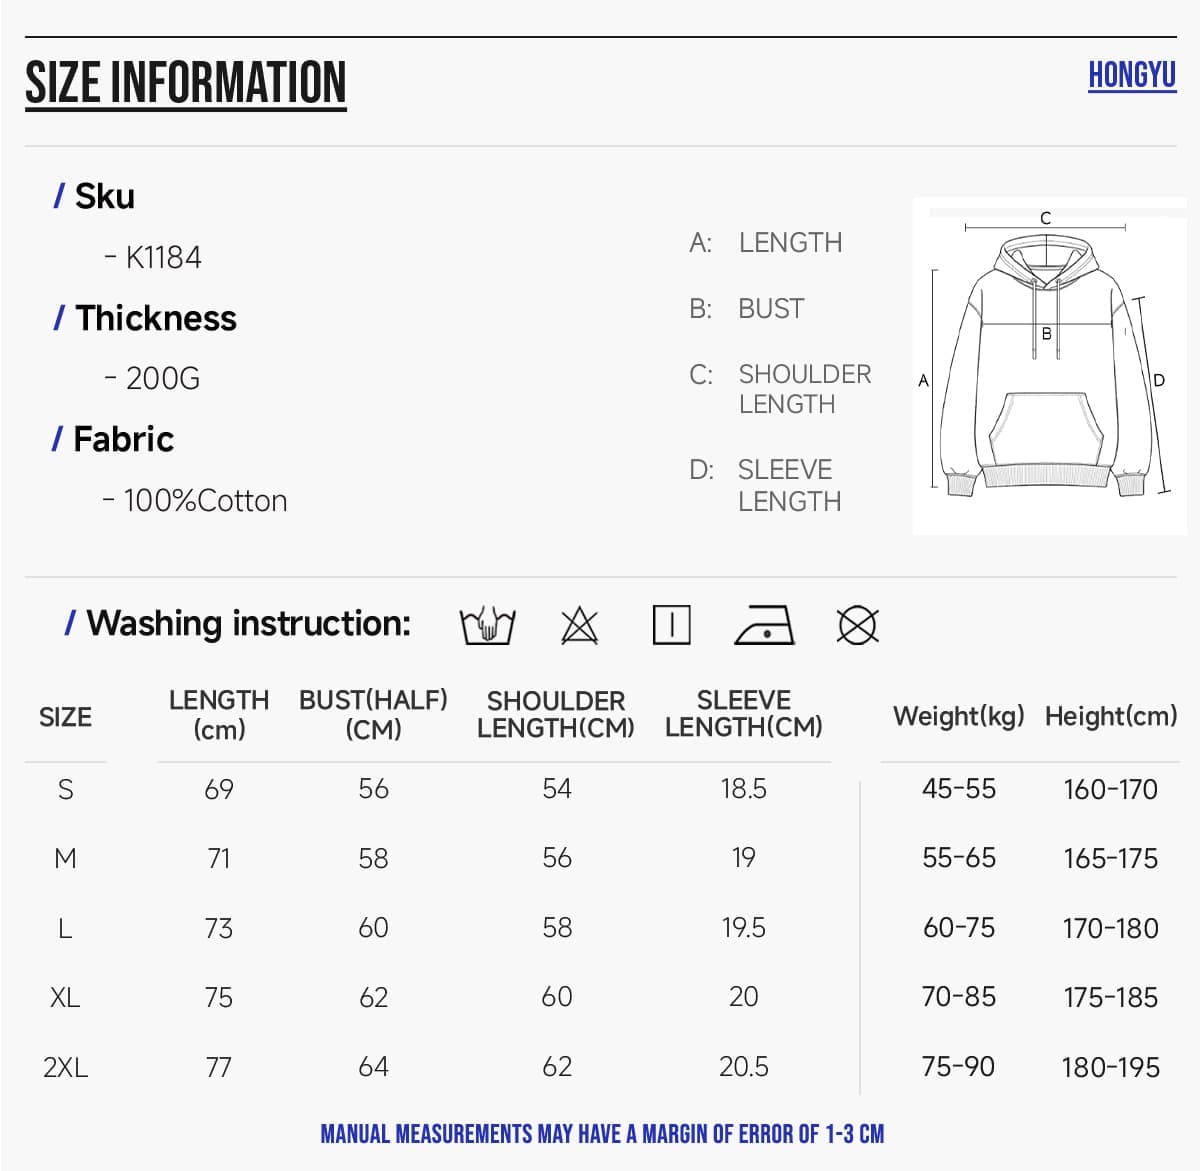 SIZE INFORMATION
HONGYU
/ Sku
- K1184
/ Thickness
- 200G
/ Fabric
- 100%Cotton
A: LENGTH
B: BUST
C: SHOULDER
LENGTH
D: SLEEVE
LENGTH
C
B
A
D
/ Washing instruction:
SIZE LENGTH (cm) BUST(HALF) (CM) SHOULDER LENGTH(CM) SLEEVE LENGTH(CM) Weight(kg) Height(cm)
S 69 56 54 18.5 45-55 160-170
M 71 58 56 19 55-65 165-175
L 73 60 58 19.5 60-75 170-180
XL 75 62 60 20 70-85 175-185
2XL 77 64 62 20.5 75-90 180-195
MANUAL MEASUREMENTS MAY HAVE A MARGIN OF ERROR OF 1-3 CM